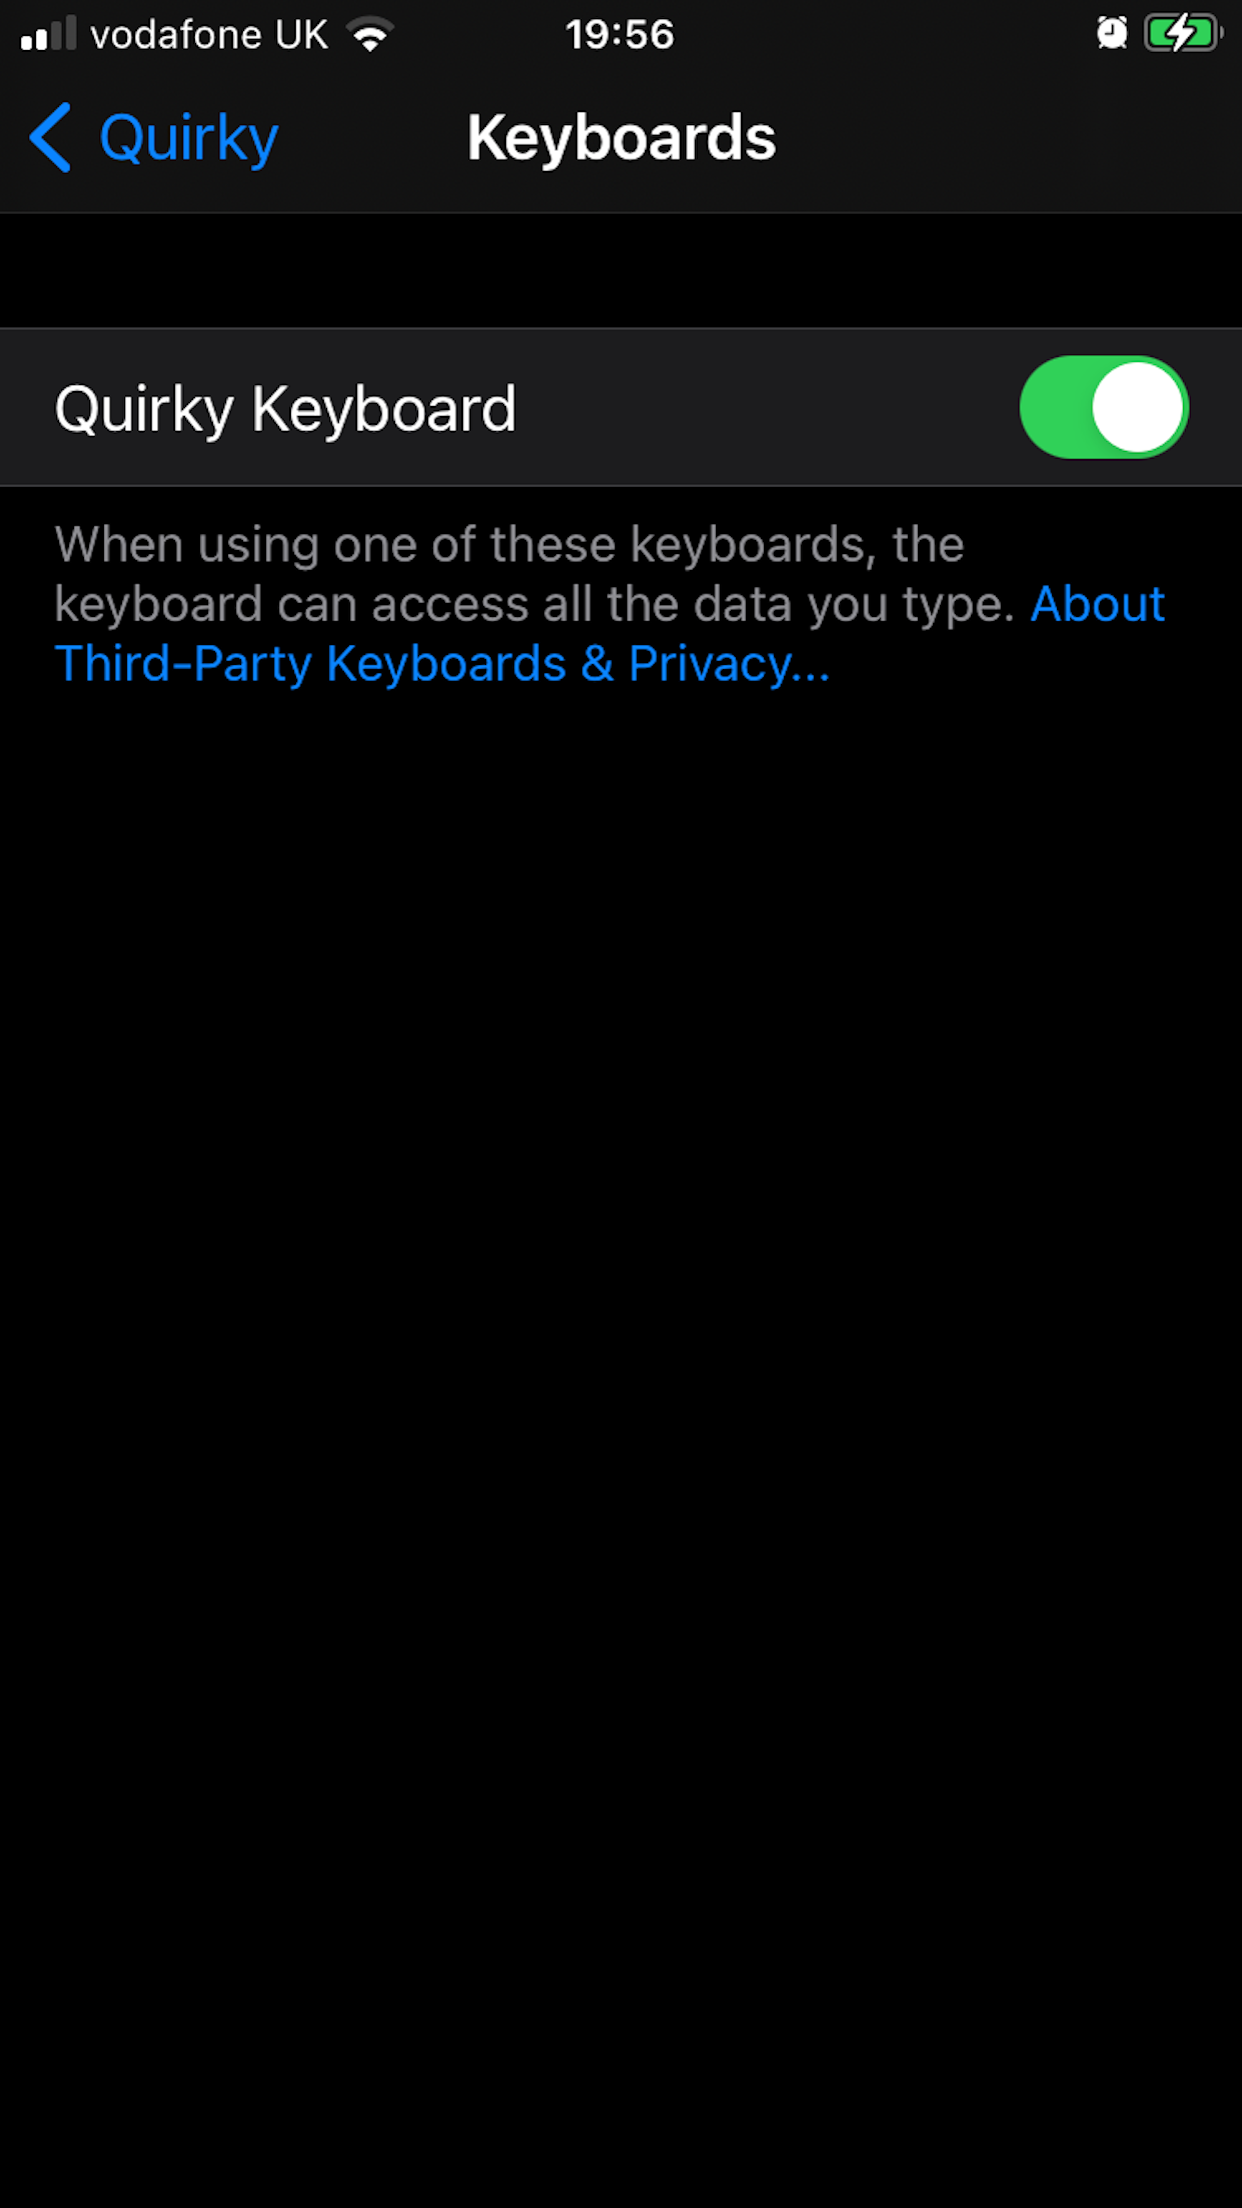 vodafone UK 19:56
Quirky Keyboards
Quirky Keyboard
When using one of these keyboards, the
keyboard can access all the data you type. About
Third-Party Keyboards & Privacy...